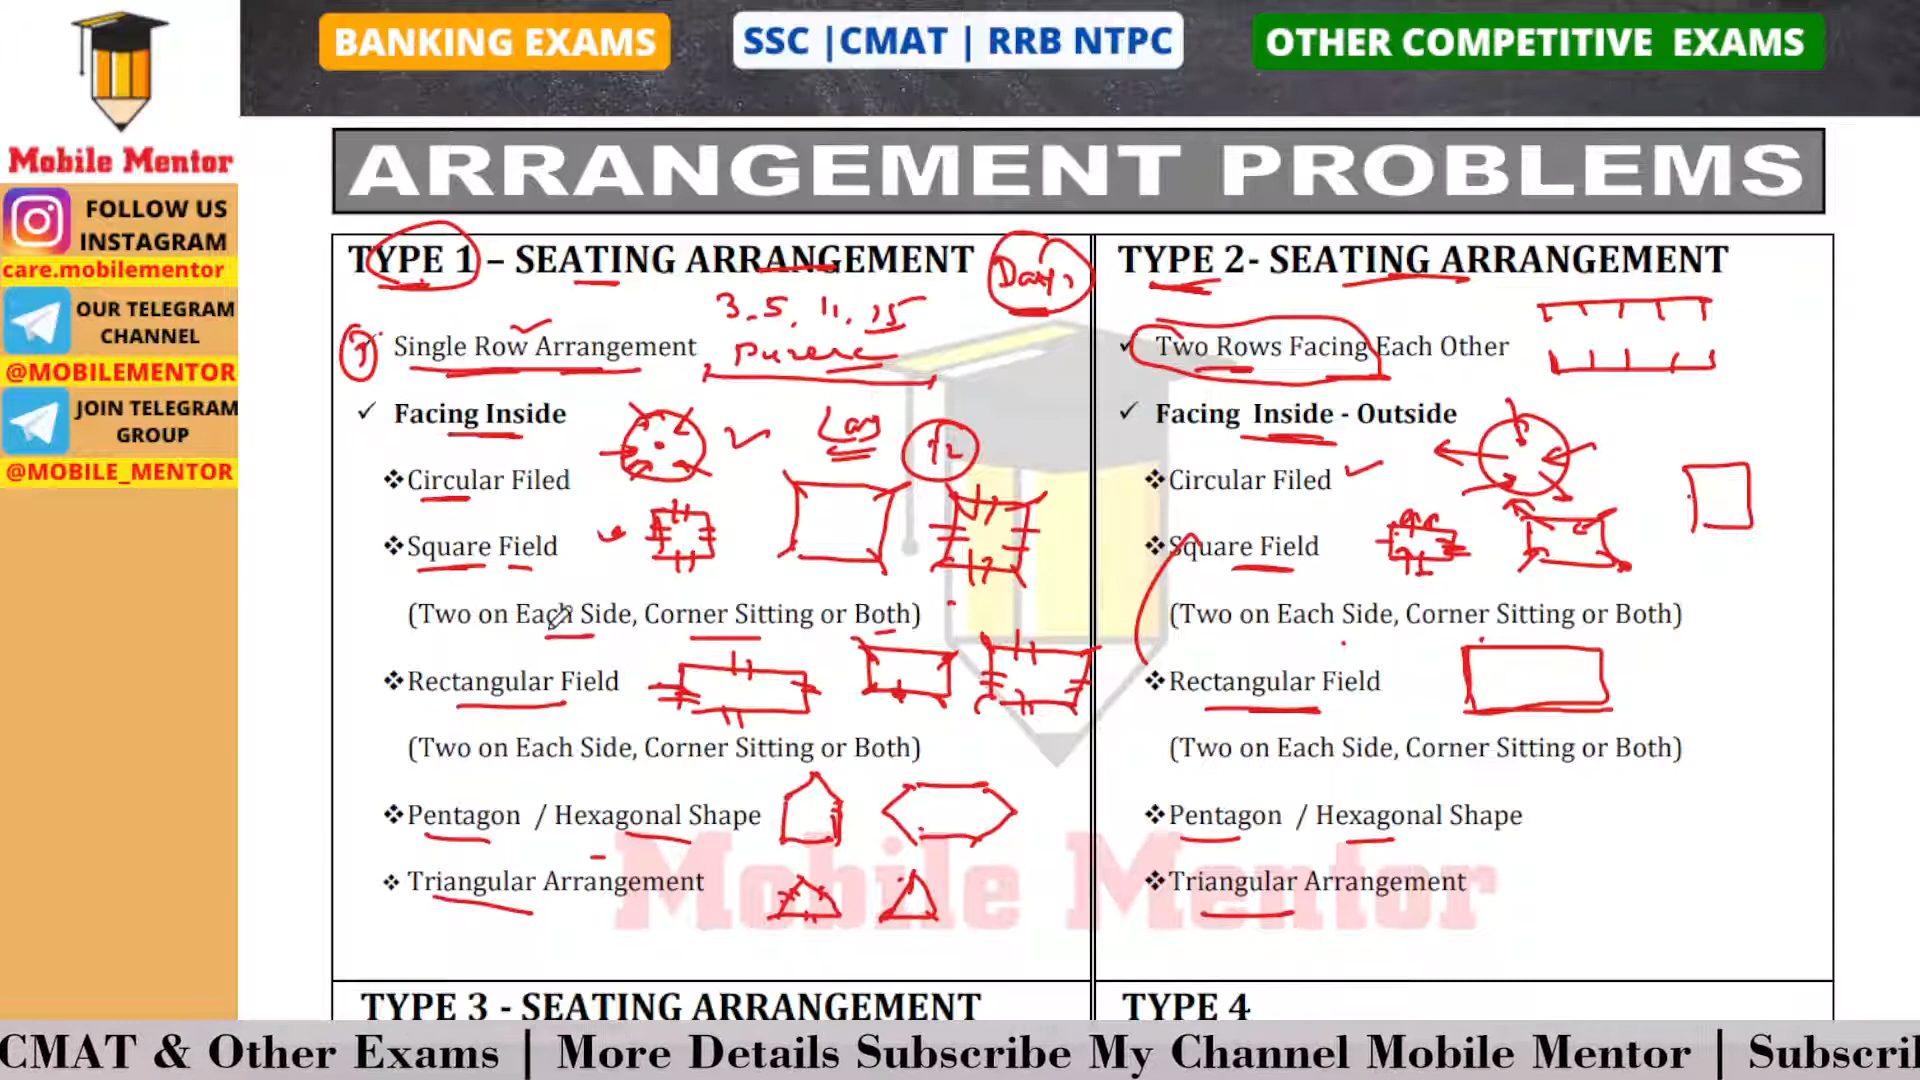 BANKING EXAMS
SSC |CMAT | RRB NTPC
OTHER COMPETITIVE EXAMS
Mobile Mentor
FOLLOW US
INSTAGRAM
care.mobilementor
OUR TELEGRAM
CHANNEL
@MOBILEMENTOR
JOIN TELEGRAM
GROUP
@MOBILE_MENTOR
ARRANGEMENT PROBLEMS
TYPE 1 – SEATING ARRANGEMENT
3, 5, 11, 15
✓ Single Row Arrangement
✓ Facing Inside
12
❖Circular Filed
❖Square Field
(Two on Each Side, Corner Sitting or Both)
❖Rectangular Field
(Two on Each Side, Corner Sitting or Both)
❖Pentagon / Hexagonal Shape
❖Triangular Arrangement
TYPE 2- SEATING ARRANGEMENT
✓ Two Rows Facing Each Other
✓ Facing Inside - Outside
❖Circular Filed
❖Square Field
(Two on Each Side, Corner Sitting or Both)
❖Rectangular Field
(Two on Each Side, Corner Sitting or Both)
❖Pentagon / Hexagonal Shape
❖Triangular Arrangement
Mobile Mentor
TYPE 3 - SEATING ARRANGEMENT
TYPE 4
CMAT & Other Exams | More Details Subscribe My Channel Mobile Mentor | Subscri